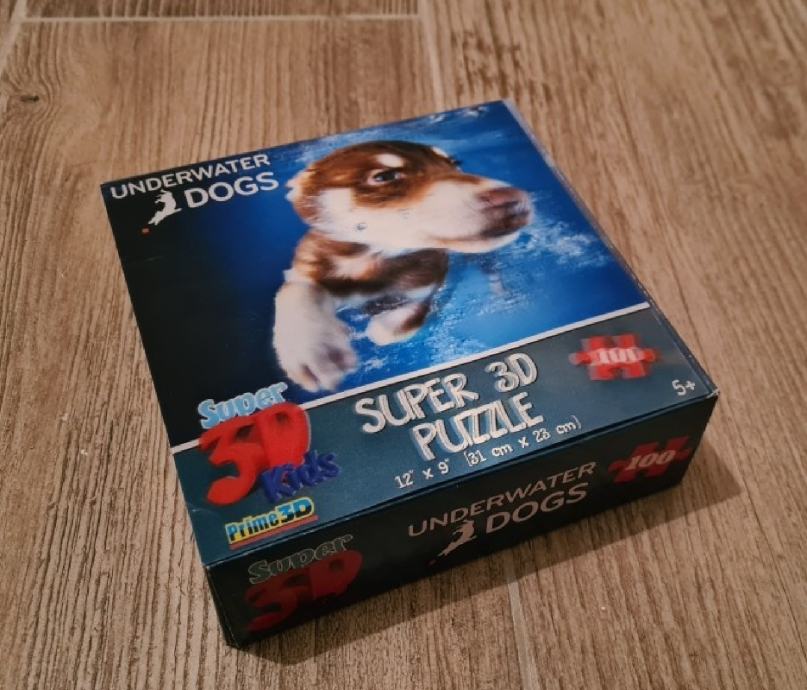 UNDERWATER
DOGS
Super
3D
Kids
Prime3D
SUPER 3D
PUZZLE
12" x 9" (31 cm x 23 cm)
100
5+
UNDERWATER
DOGS
100
Super
3D